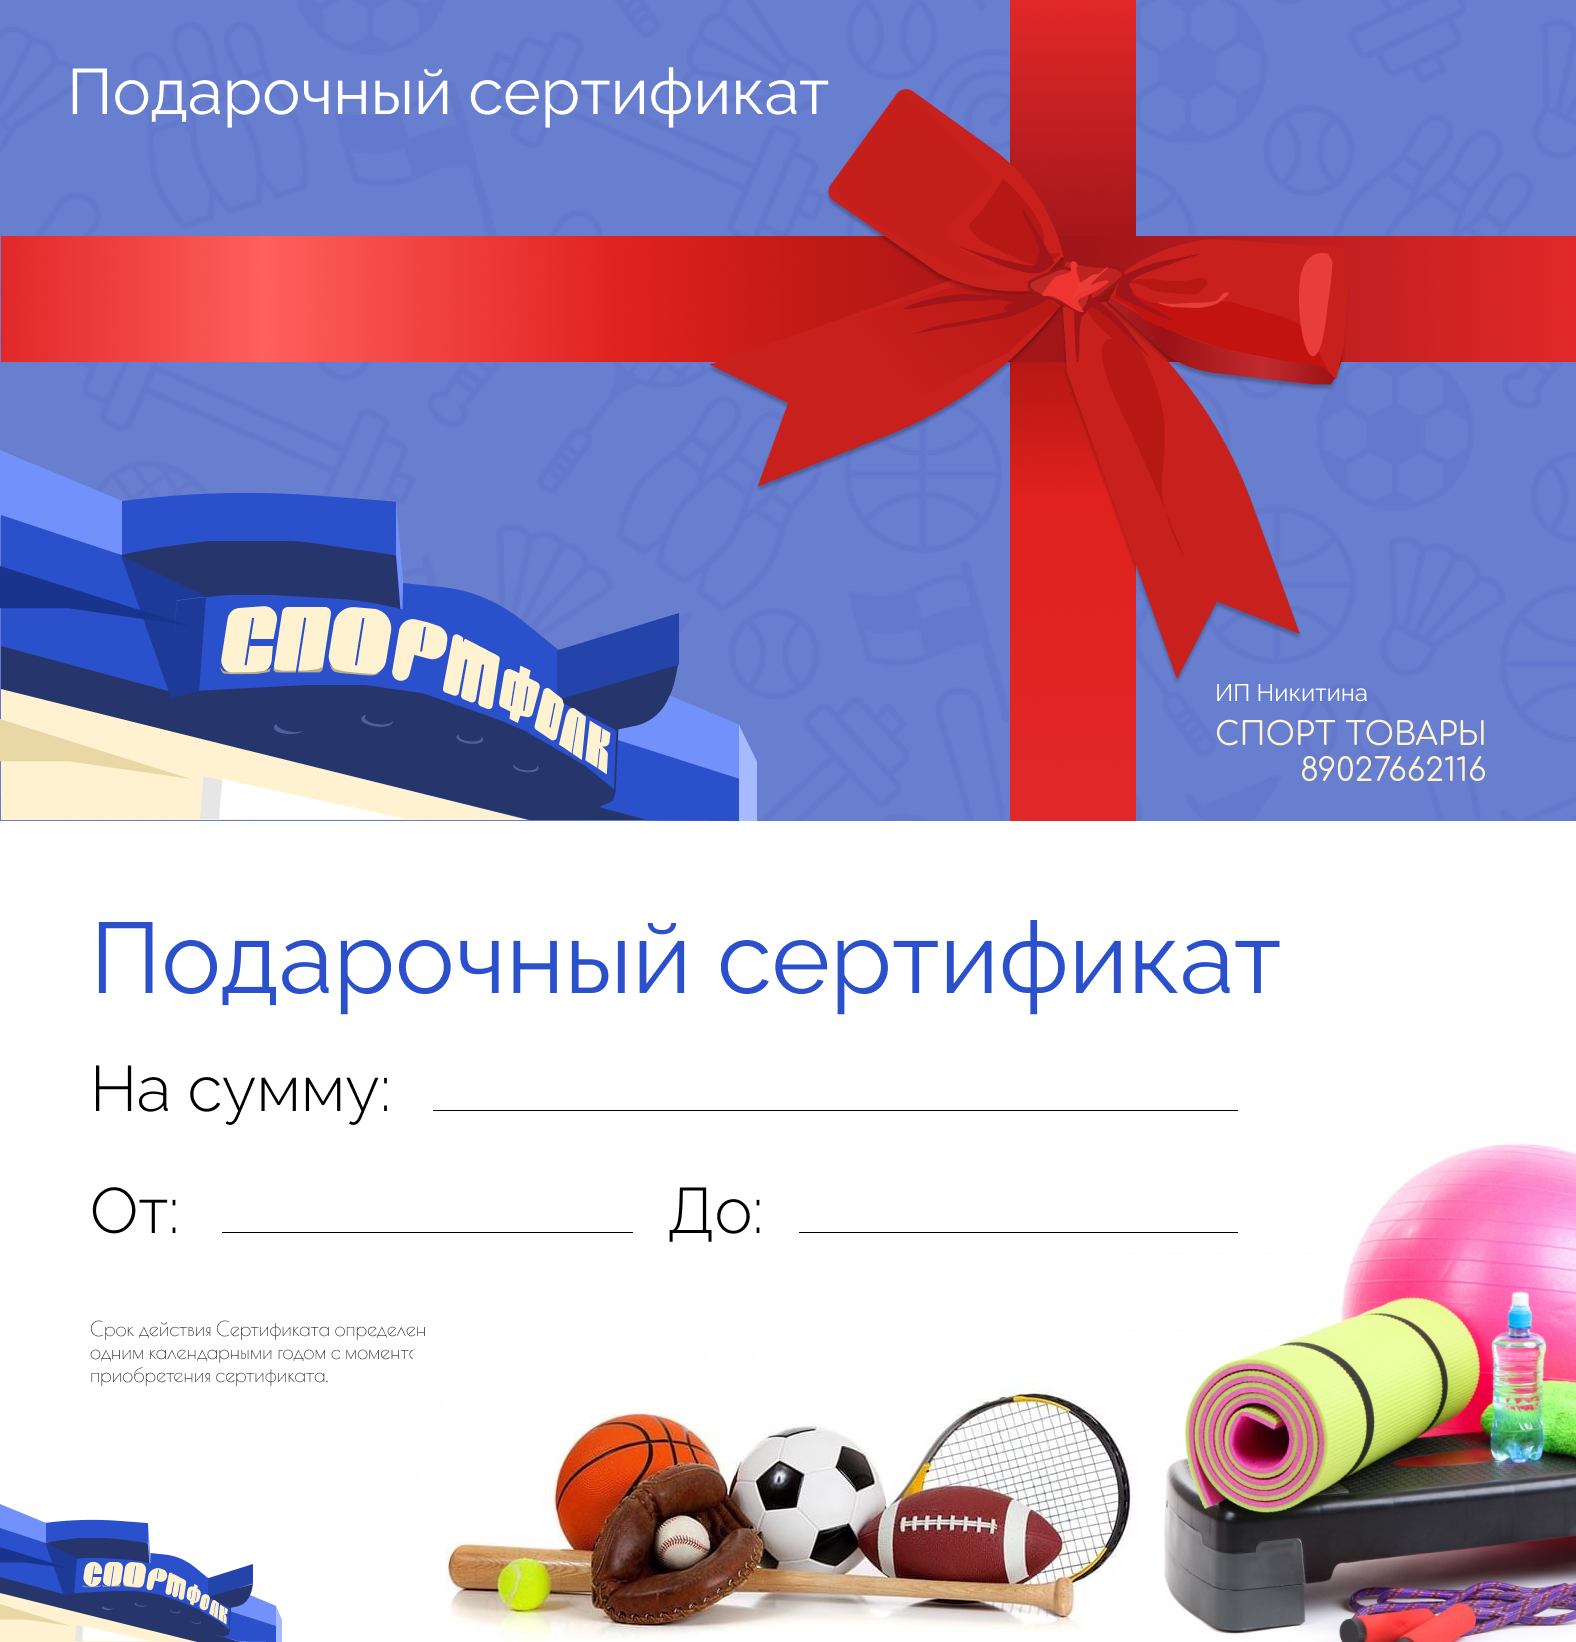 Подарочный сертификат
СПОРТФОЛК
ИП Никитина
СПОРТ ТОВАРЫ
89027662116
Подарочный сертификат
На сумму:
От: До:
Срок действия Сертификата определен
одним календарными годом с момента
приобретения сертификата.
СПОРТФОЛК